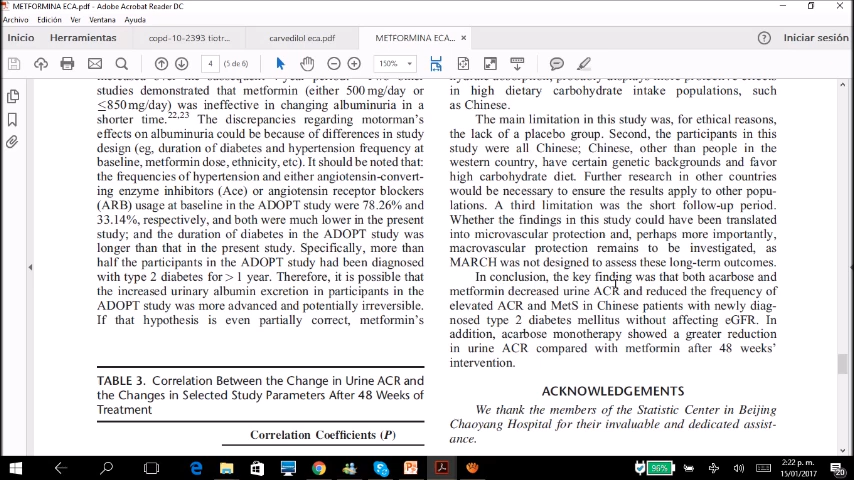 METFORMINA ECA.pdf - Adobe Acrobat Reader DC
Archivo Edición Ver Ventana Ayuda
Inicio Herramientas copd-10-2393 tiotr... carvedilol eca.pdf METFORMINA ECA.... × Iniciar sesión
4 (5 de 6) 150%
studies demonstrated that metformin (either 500 mg/day or
≤850 mg/day) was ineffective in changing albuminuria in a
shorter time.22,23 The discrepancies regarding motorman's
effects on albuminuria could be because of differences in study
design (eg, duration of diabetes and hypertension frequency at
baseline, metformin dose, ethnicity, etc). It should be noted that:
the frequencies of hypertension and either angiotensin-convert-
ing enzyme inhibitors (Ace) or angiotensin receptor blockers
(ARB) usage at baseline in the ADOPT study were 78.26% and
33.14%, respectively, and both were much lower in the present
study; and the duration of diabetes in the ADOPT study was
longer than that in the present study. Specifically, more than
half the participants in the ADOPT study had been diagnosed
with type 2 diabetes for > 1 year. Therefore, it is possible that
the increased urinary albumin excretion in participants in the
ADOPT study was more advanced and potentially irreversible.
If that hypothesis is even partially correct, metformin's
TABLE 3. Correlation Between the Change in Urine ACR and
the Changes in Selected Study Parameters After 48 Weeks of
Treatment
Correlation Coefficients (P)
in high dietary carbohydrate intake populations, such
as Chinese.
The main limitation in this study was, for ethical reasons,
the lack of a placebo group. Second, the participants in this
study were all Chinese; Chinese, other than people in the
western country, have certain genetic backgrounds and favor
high carbohydrate diet. Further research in other countries
would be necessary to ensure the results apply to other popu-
lations. A third limitation was the short follow-up period.
Whether the findings in this study could have been translated
into microvascular protection and, perhaps more importantly,
macrovascular protection remains to be investigated, as
MARCH was not designed to assess these long-term outcomes.
In conclusion, the key finding was that both acarbose and
metformin decreased urine ACR and reduced the frequency of
elevated ACR and MetS in Chinese patients with newly diag-
nosed type 2 diabetes mellitus without affecting eGFR. In
addition, acarbose monotherapy showed a greater reduction
in urine ACR compared with metformin after 48 weeks'
intervention.
ACKNOWLEDGEMENTS
We thank the members of the Statistic Center in Beijing
Chaoyang Hospital for their invaluable and dedicated assist-
ance.
96% 2:22 p. m.
15/01/2017
20